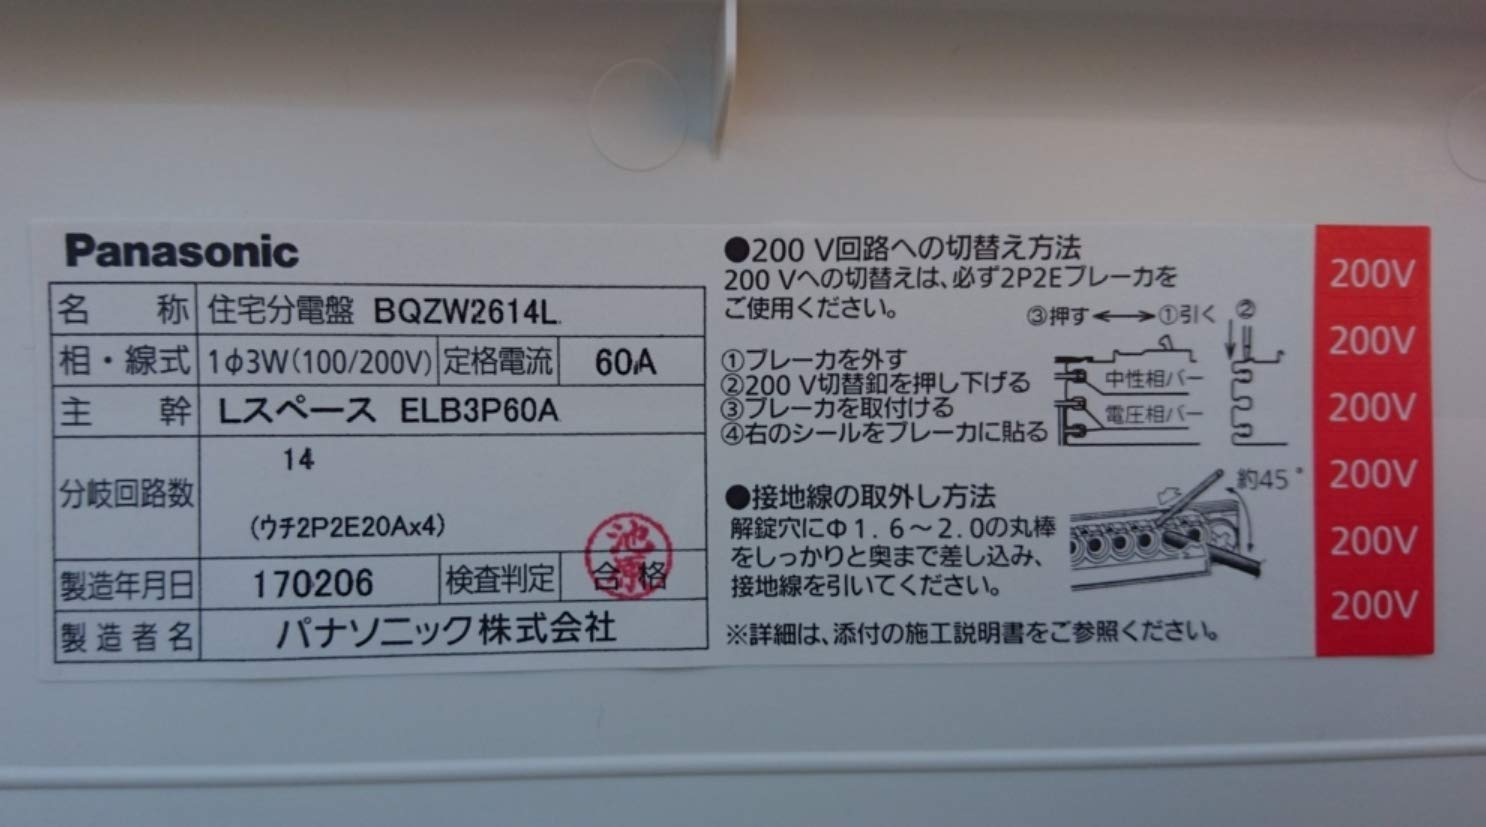 Panasonic
名 称 住宅分電盤 BQZW2614L
相・線式 1φ3W(100/200V) 定格電流 60A
主 幹 Lスペース ELB3P60A
分岐回路数 14
(ウチ2P2E20Ax4)
製造年月日 170206 検査判定 合格
池原
製造者名 パナソニック株式会社
●200 V回路への切替え方法
200 Vへの切替えは、必ず2P2Eブレーカを
ご使用ください。
③押す ①引く ②
①ブレーカを外す
②200 V切替釦を押し下げる
③ブレーカを取付ける
④右のシールをブレーカに貼る
中性相バー
電圧相バー
●接地線の取外し方法
解錠穴にΦ1.6～2.0の丸棒
をしっかりと奥まで差し込み、
接地線を引いてください。
約45°
※詳細は、添付の施工説明書をご参照ください。
200V
200V
200V
200V
200V
200V